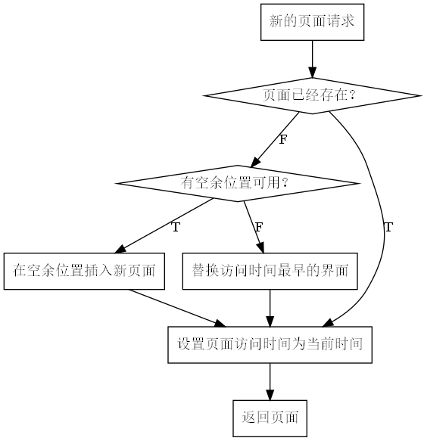 新的页面请求
页面已经存在?
F
有空余位置可用?
T
F
T
在空余位置插入新页面
替换访问时间最早的界面
设置页面访问时间为当前时间
返回页面